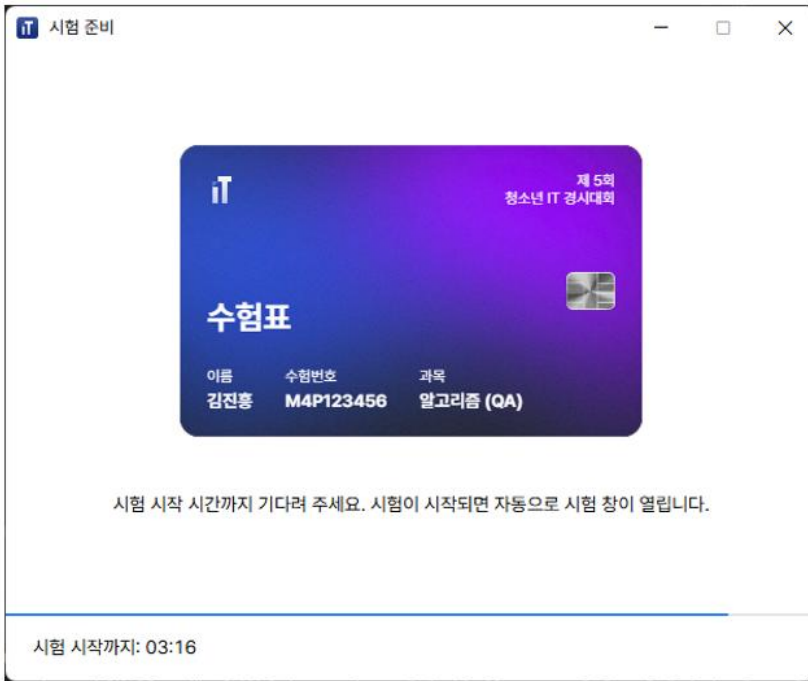 iT 시험 준비
iT
제 5회
청소년 IT 경시대회
수험표
이름 수험번호 과목
김진흥 M4P123456 알고리즘 (QA)
시험 시작 시간까지 기다려 주세요. 시험이 시작되면 자동으로 시험 창이 열립니다.
시험 시작까지: 03:16